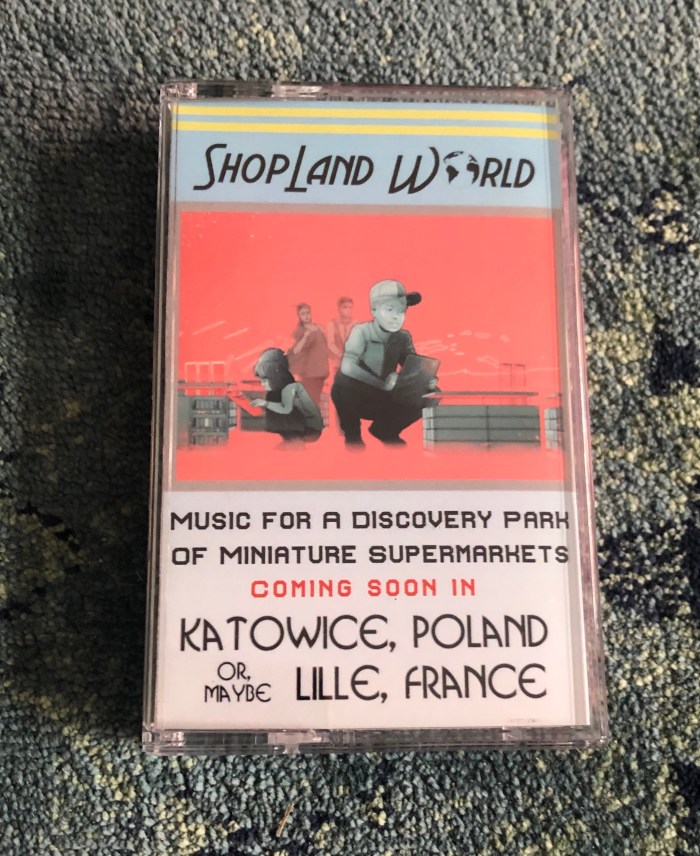 SHOPLAND WORLD
MUSIC FOR A DISCOVERY PARK
OF MINIATURE SUPERMARKETS
COMING SOON IN
KATOWICE, POLAND
OR, MAYBE LILLE, FRANCE